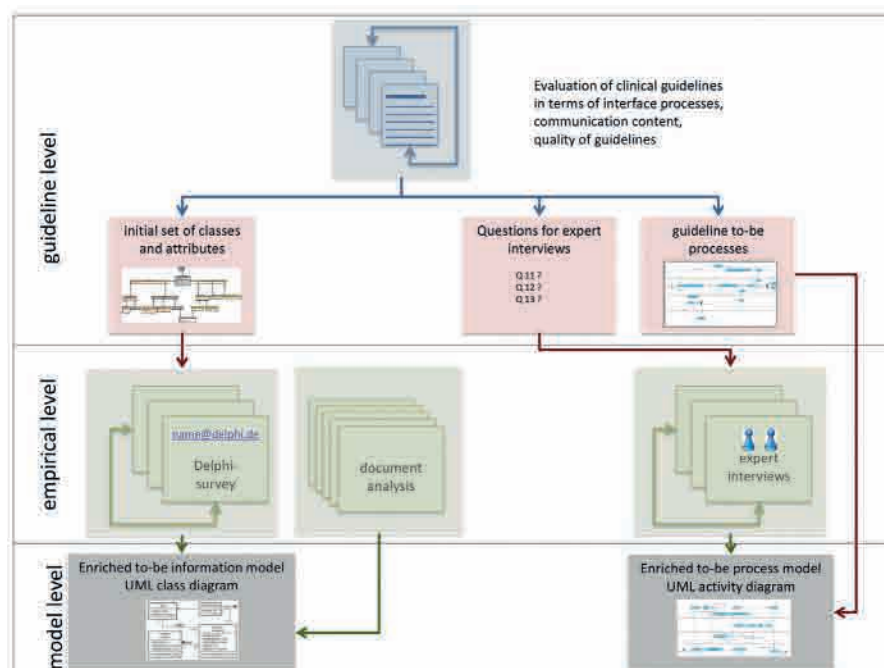 guideline level
Evaluation of clinical guidelines
in terms of interface processes,
communication content,
quality of guidelines
initial set of classes
and attributes
Questions for expert
interviews
Q 11 ?
Q 12 ?
Q 13 ?
guideline to-be
processes
empirical level
name@delphi.de
Delphi-
survey
document
analysis
expert
interviews
model level
Enriched to-be information model
UML class diagram
Enriched to-be process model
UML activity diagram